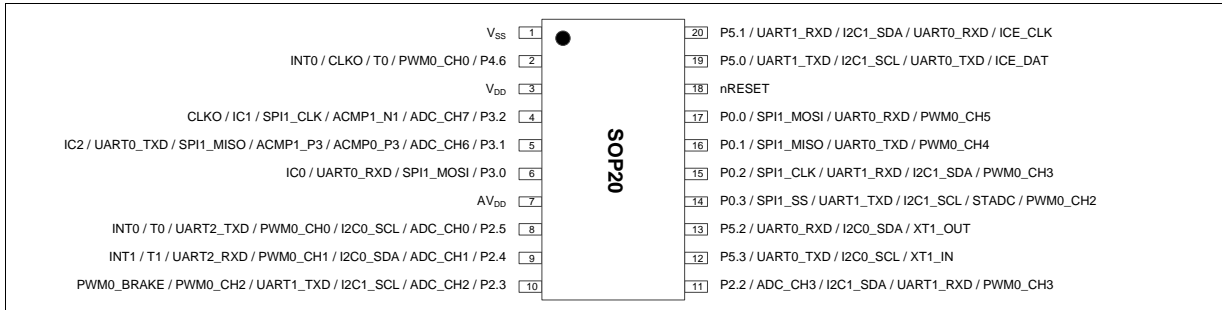 V_SS 1
INT0 / CLKO / T0 / PWM0_CH0 / P4.6 2
V_DD 3
CLKO / IC1 / SPI1_CLK / ACMP1_N1 / ADC_CH7 / P3.2 4
IC2 / UART0_TXD / SPI1_MISO / ACMP1_P3 / ACMP0_P3 / ADC_CH6 / P3.1 5
IC0 / UART0_RXD / SPI1_MOSI / P3.0 6
AV_DD 7
INT0 / T0 / UART2_TXD / PWM0_CH0 / I2C0_SCL / ADC_CH0 / P2.5 8
INT1 / T1 / UART2_RXD / PWM0_CH1 / I2C0_SDA / ADC_CH1 / P2.4 9
PWM0_BRAKE / PWM0_CH2 / UART1_TXD / I2C1_SCL / ADC_CH2 / P2.3 10
SOP20
20 P5.1 / UART1_RXD / I2C1_SDA / UART0_RXD / ICE_CLK
19 P5.0 / UART1_TXD / I2C1_SCL / UART0_TXD / ICE_DAT
18 nRESET
17 P0.0 / SPI1_MOSI / UART0_RXD / PWM0_CH5
16 P0.1 / SPI1_MISO / UART0_TXD / PWM0_CH4
15 P0.2 / SPI1_CLK / UART1_RXD / I2C1_SDA / PWM0_CH3
14 P0.3 / SPI1_SS / UART1_TXD / I2C1_SCL / STADC / PWM0_CH2
13 P5.2 / UART0_RXD / I2C0_SDA / XT1_OUT
12 P5.3 / UART0_TXD / I2C0_SCL / XT1_IN
11 P2.2 / ADC_CH3 / I2C1_SDA / UART1_RXD / PWM0_CH3